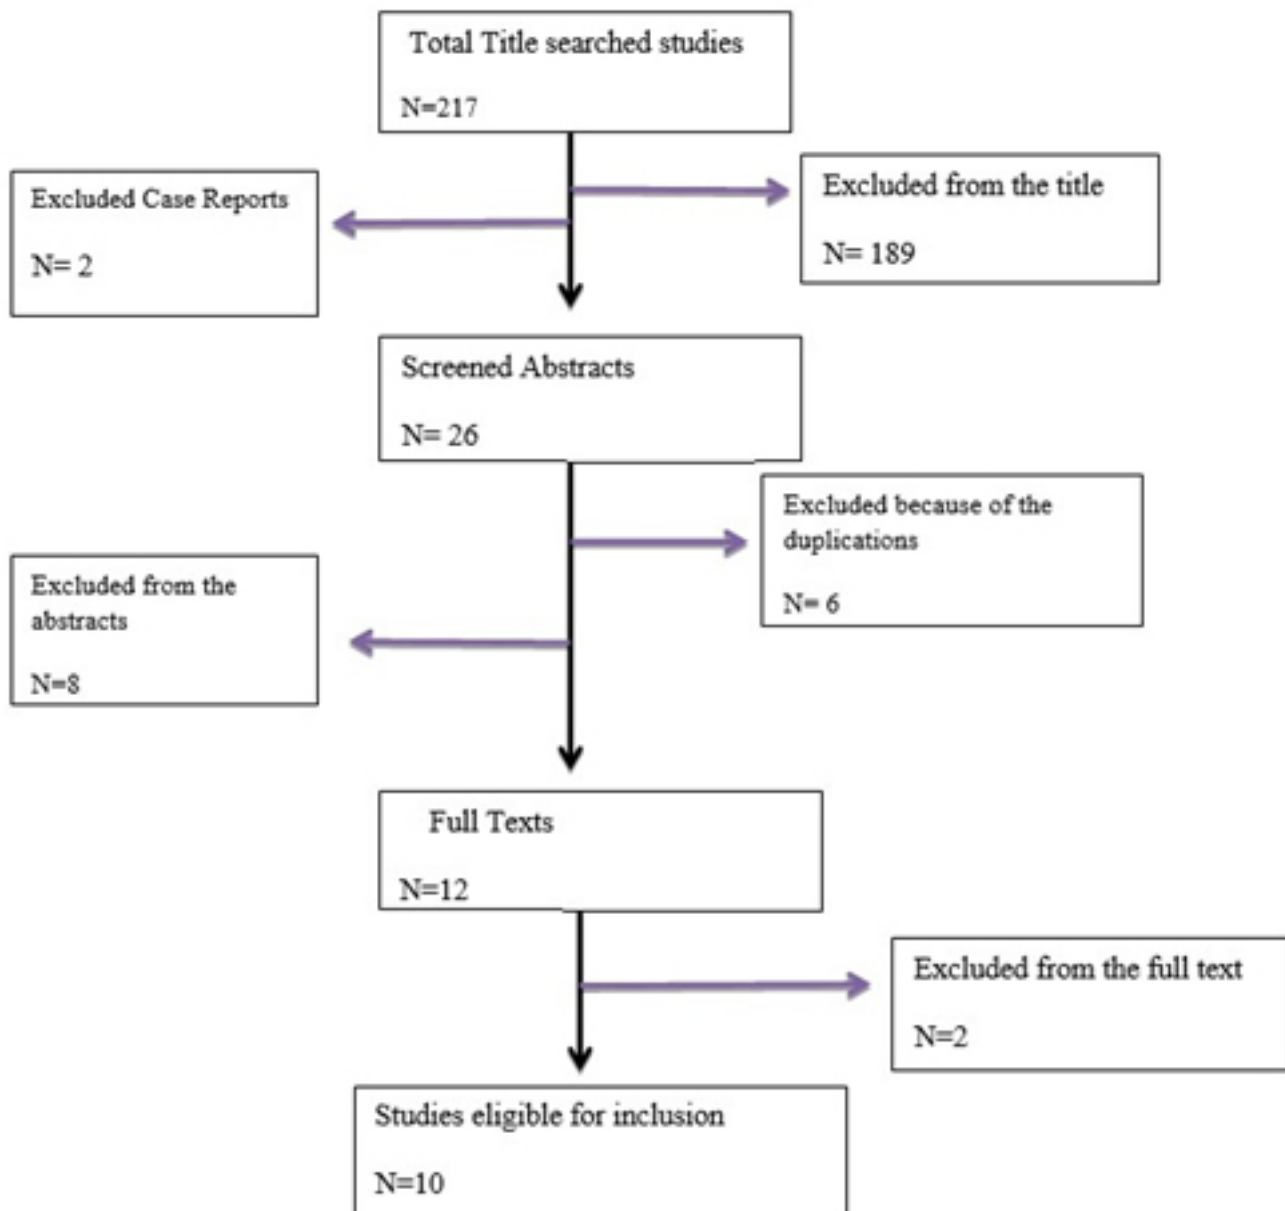 Total Title searched studies
N=217
Excluded Case Reports
N= 2
Excluded from the title
N= 189
Screened Abstracts
N= 26
Excluded because of the
duplications
N= 6
Excluded from the
abstracts
N=8
Full Texts
N=12
Excluded from the full text
N=2
Studies eligible for inclusion
N=10